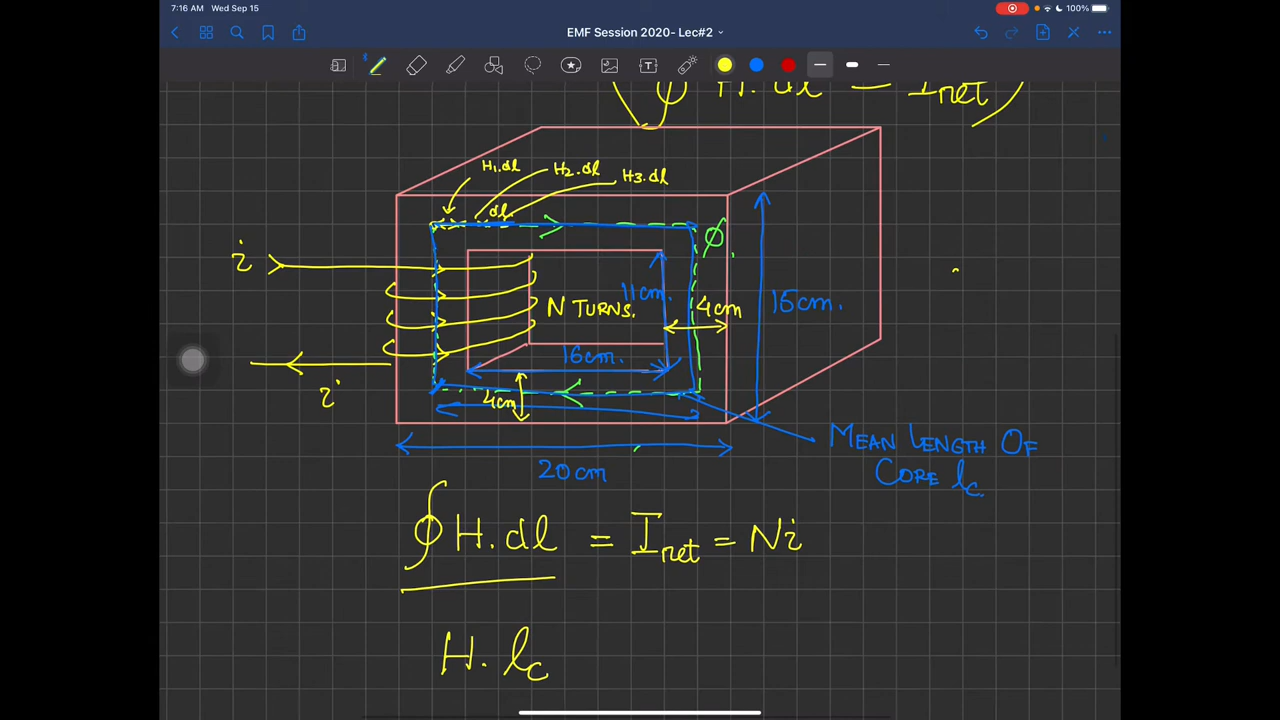 7:16 AM Wed Sep 15
100%
EMF Session 2020- Lec#2
∮ H.dl = Inet
H1.dl H2.dl H3.dl
dl
φ
i
N TURNS.
11cm.
4cm
15cm.
16cm.
i
4cm
MEAN LENGTH OF
CORE lc
20cm
∮ H.dl = Inet = Ni
H. lc